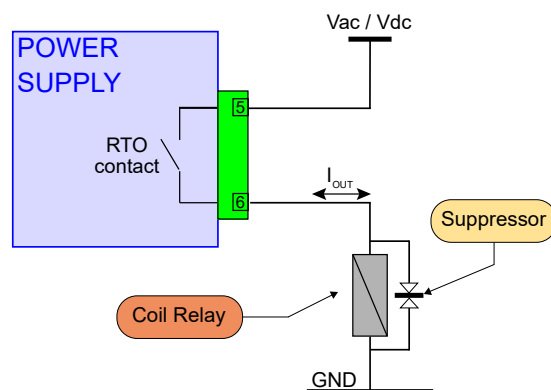 Vac / Vdc
POWER
SUPPLY
5
RTO
contact
6
IOUT
Suppressor
Coil Relay
GND